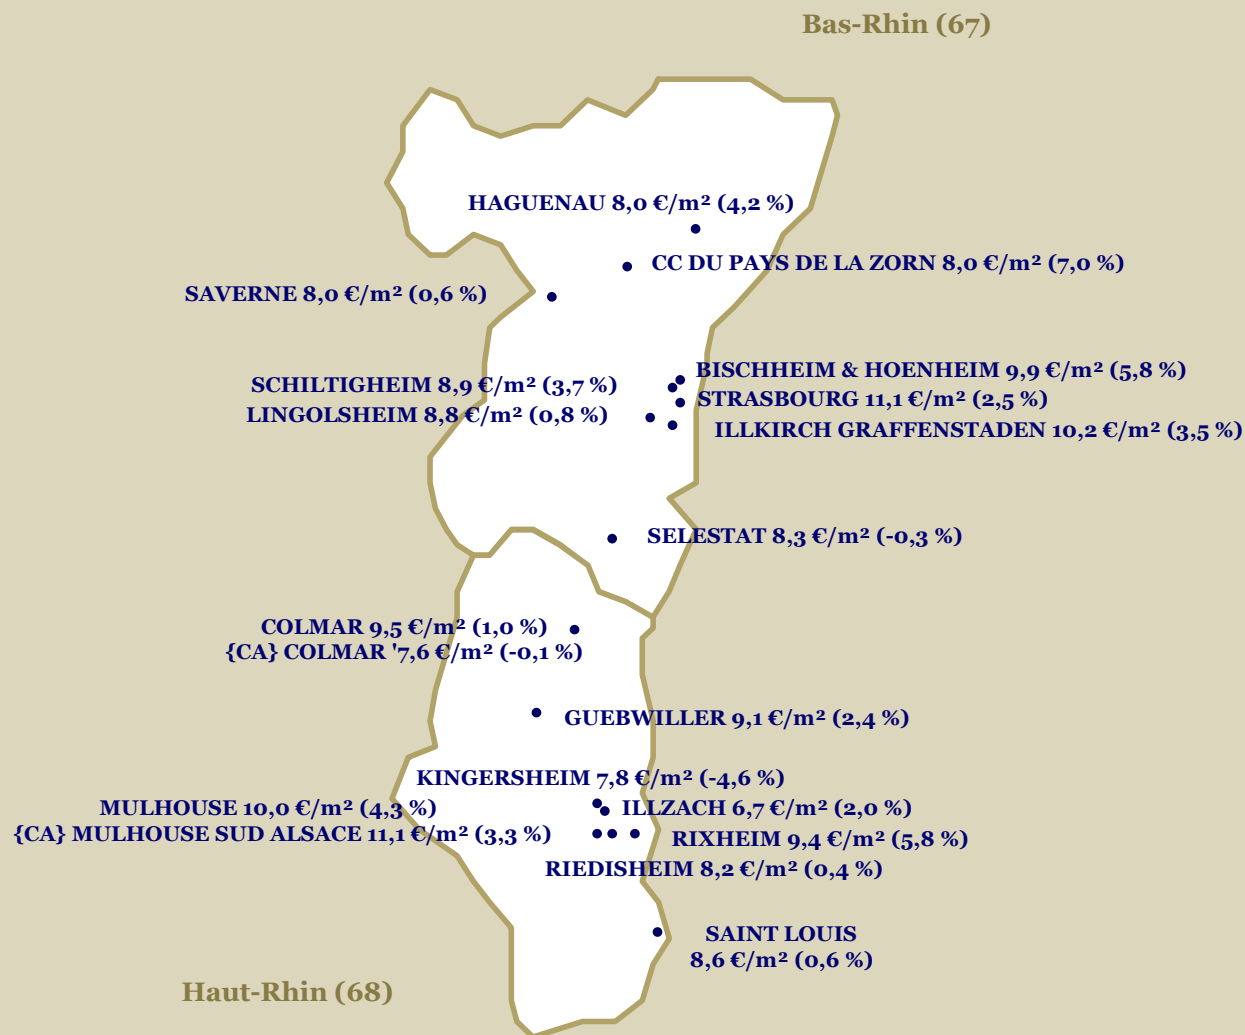 Bas-Rhin (67)
HAGUENAU 8,0 €/m² (4,2 %)
CC DU PAYS DE LA ZORN 8,0 €/m² (7,0 %)
SAVERNE 8,0 €/m² (0,6 %)
BISCHHEIM & HOENHEIM 9,9 €/m² (5,8 %)
SCHILTIGHEIM 8,9 €/m² (3,7 %)
STRASBOURG 11,1 €/m² (2,5 %)
LINGOLSHEIM 8,8 €/m² (0,8 %)
ILLKIRCH GRAFFENSTADEN 10,2 €/m² (3,5 %)
SELESTAT 8,3 €/m² (-0,3 %)
COLMAR 9,5 €/m² (1,0 %)
{CA} COLMAR '7,6 €/m² (-0,1 %)
GUEBWILLER 9,1 €/m² (2,4 %)
KINGERSHEIM 7,8 €/m² (-4,6 %)
MULHOUSE 10,0 €/m² (4,3 %)
ILLZACH 6,7 €/m² (2,0 %)
{CA} MULHOUSE SUD ALSACE 11,1 €/m² (3,3 %)
RIXHEIM 9,4 €/m² (5,8 %)
RIEDISHEIM 8,2 €/m² (0,4 %)
SAINT LOUIS
8,6 €/m² (0,6 %)
Haut-Rhin (68)